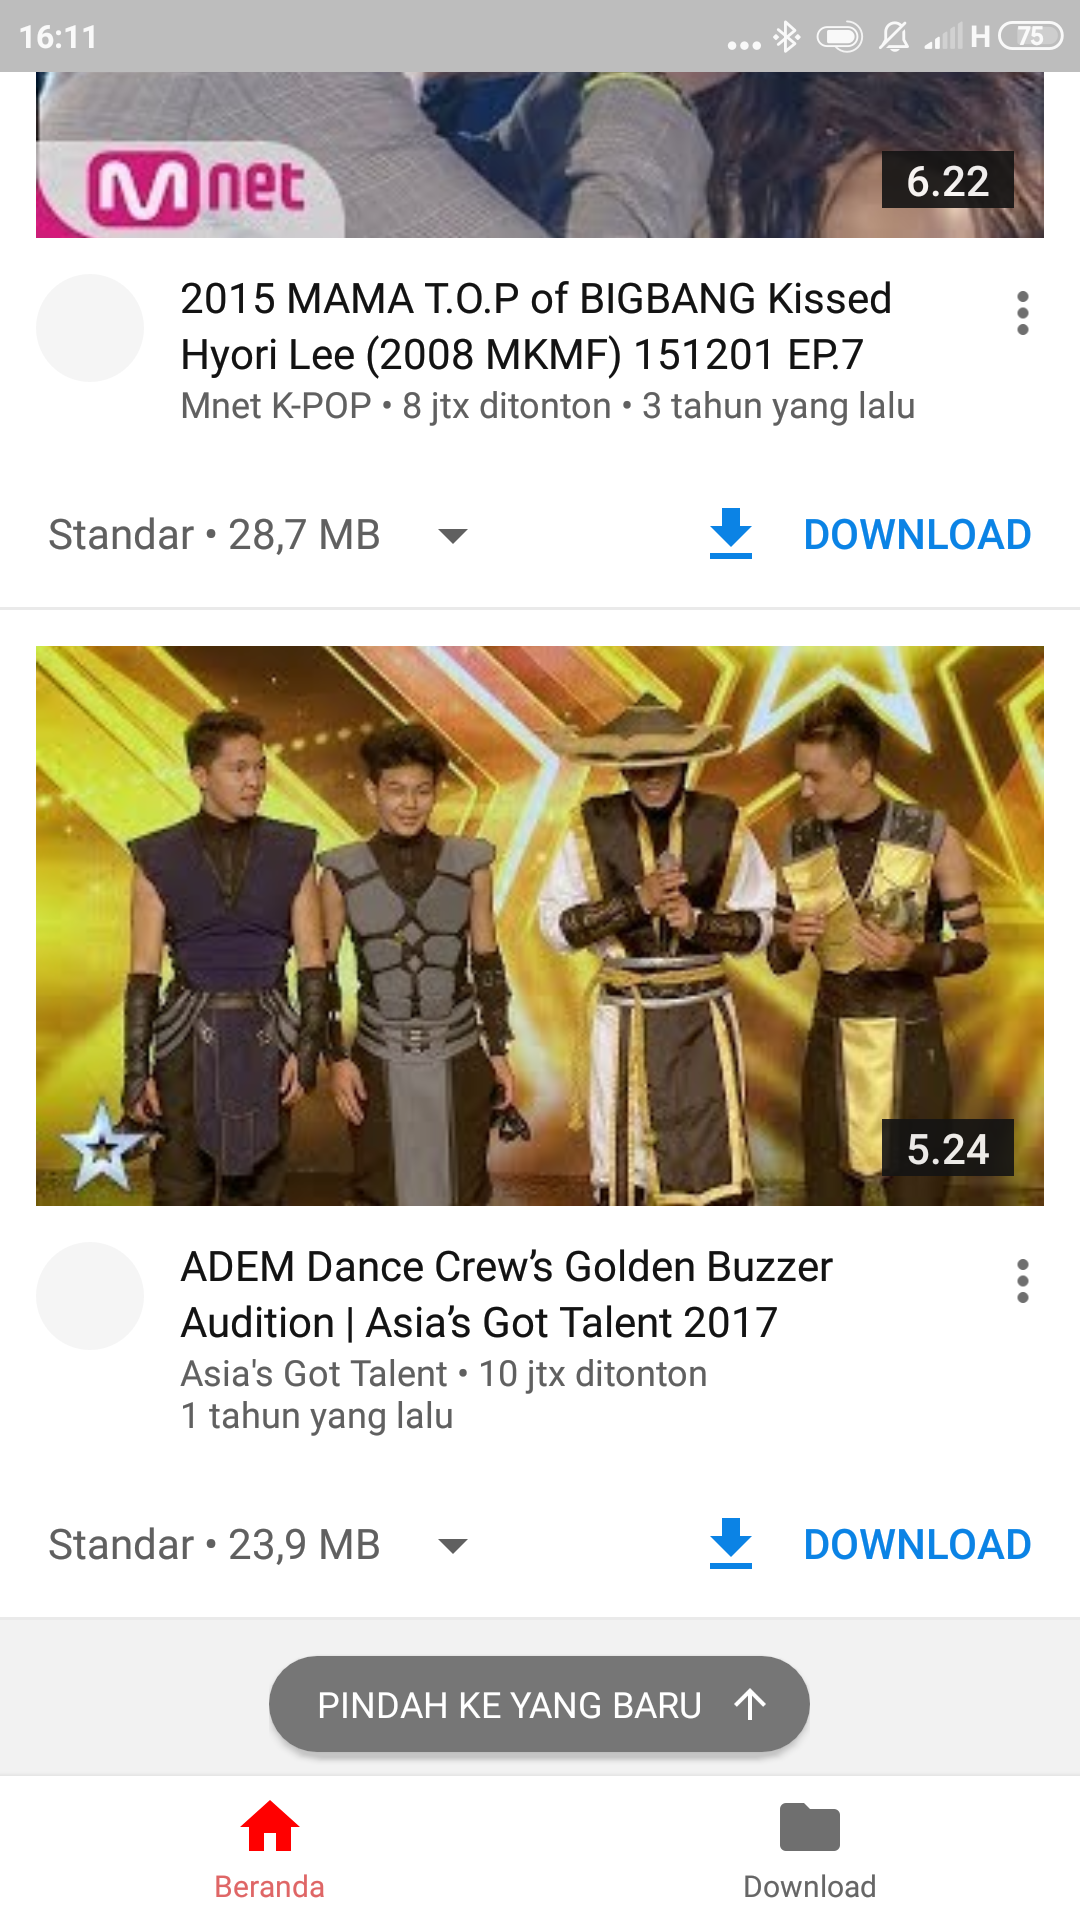 16:11
H
75
Mnet
6.22
2015 MAMA T.O.P of BIGBANG Kissed
Hyori Lee (2008 MKMF) 151201 EP.7
Mnet K-POP • 8 jtx ditonton • 3 tahun yang lalu
Standar • 28,7 MB
DOWNLOAD
5.24
ADEM Dance Crew’s Golden Buzzer
Audition | Asia’s Got Talent 2017
Asia's Got Talent • 10 jtx ditonton
1 tahun yang lalu
Standar • 23,9 MB
DOWNLOAD
PINDAH KE YANG BARU
Beranda
Download